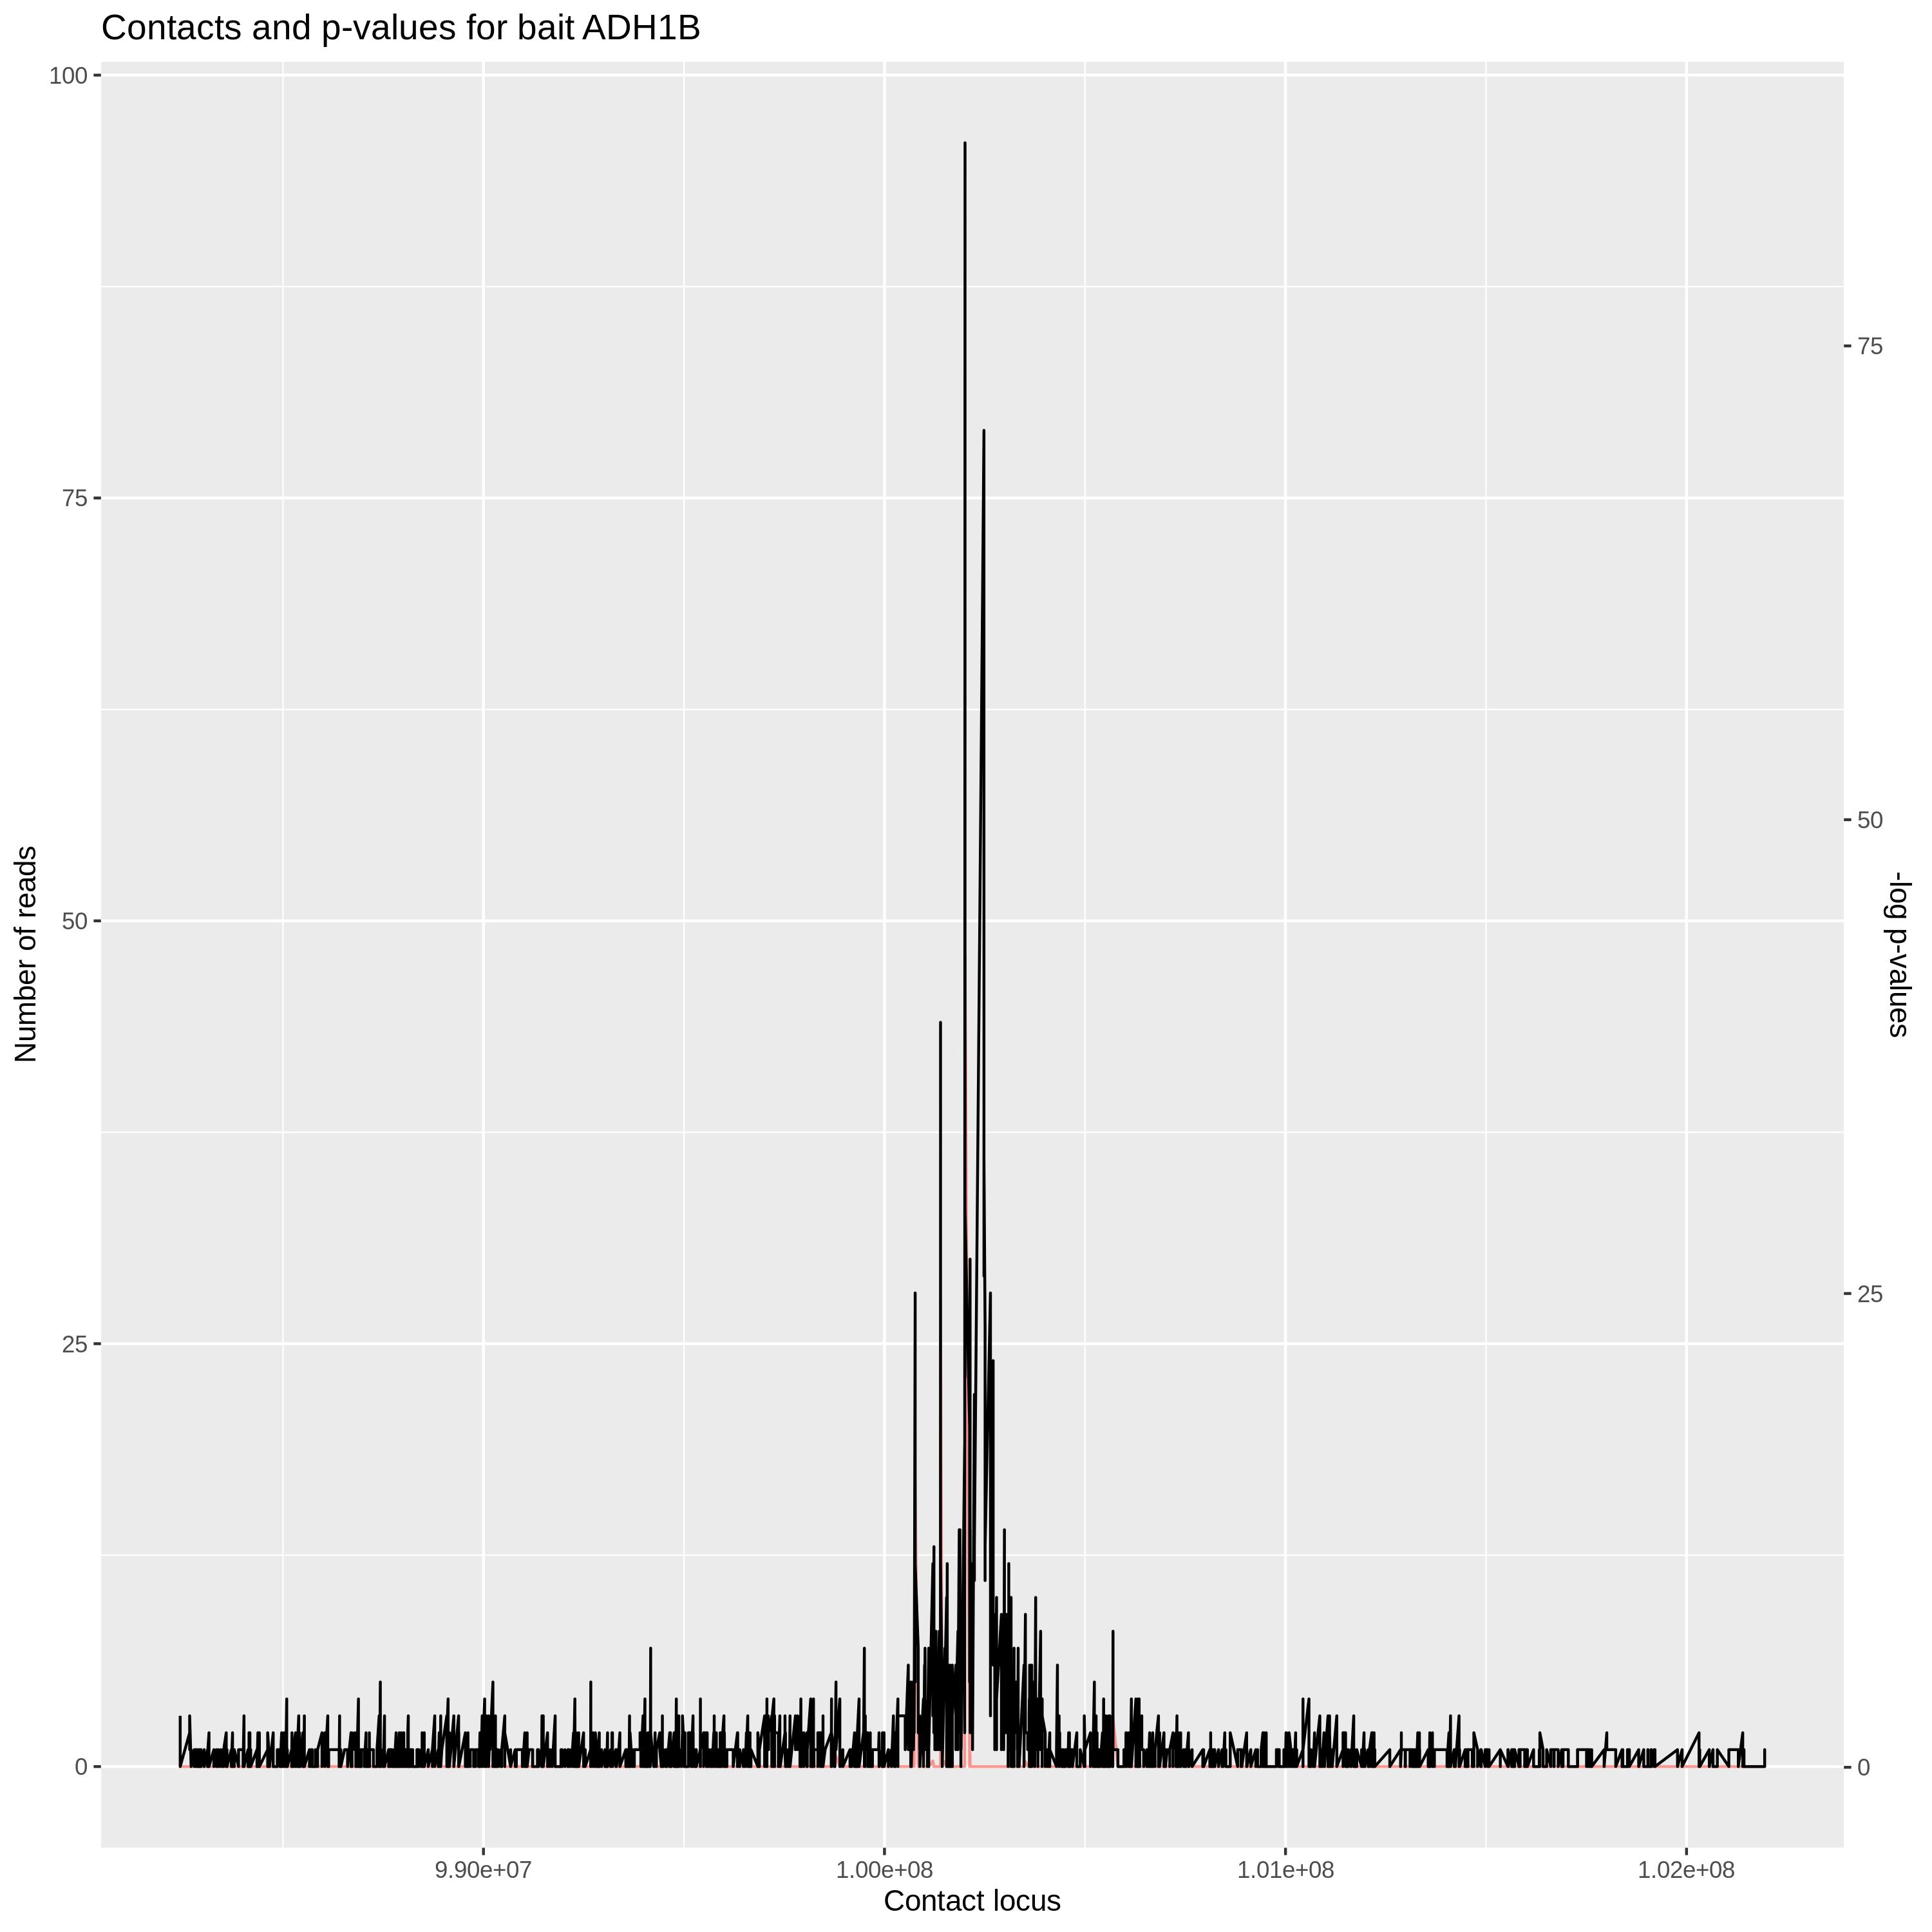 Contacts and p-values for bait ADH1B
100
75
50
25
0
Number of reads
75
50
25
0
-log p-values
9.90e+07
1.00e+08
1.01e+08
1.02e+08
Contact locus